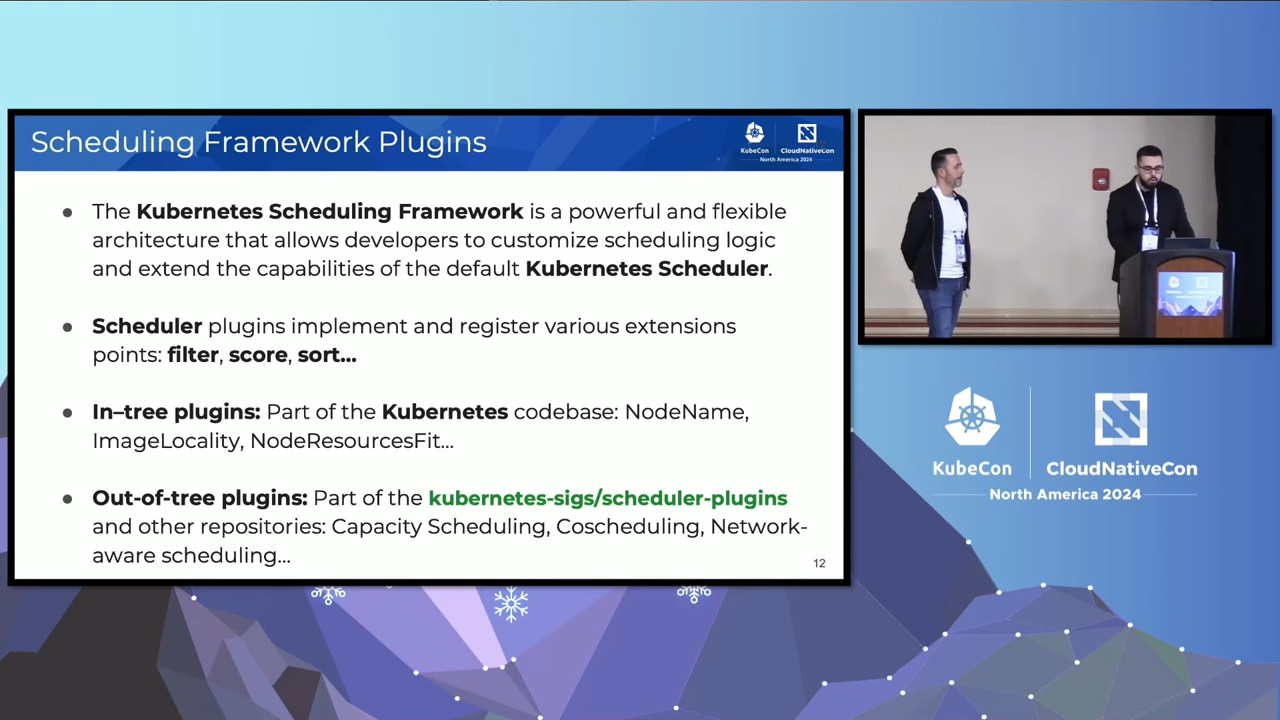 Scheduling Framework Plugins
KubeCon
CloudNativeCon
North America 2024
● The Kubernetes Scheduling Framework is a powerful and flexible
architecture that allows developers to customize scheduling logic
and extend the capabilities of the default Kubernetes Scheduler.
● Scheduler plugins implement and register various extensions
points: filter, score, sort...
● In–tree plugins: Part of the Kubernetes codebase: NodeName,
ImageLocality, NodeResourcesFit...
● Out-of-tree plugins: Part of the kubernetes-sigs/scheduler-plugins
and other repositories: Capacity Scheduling, Coscheduling, Network-
aware scheduling...
12
KubeCon
CloudNativeCon
North America 2024